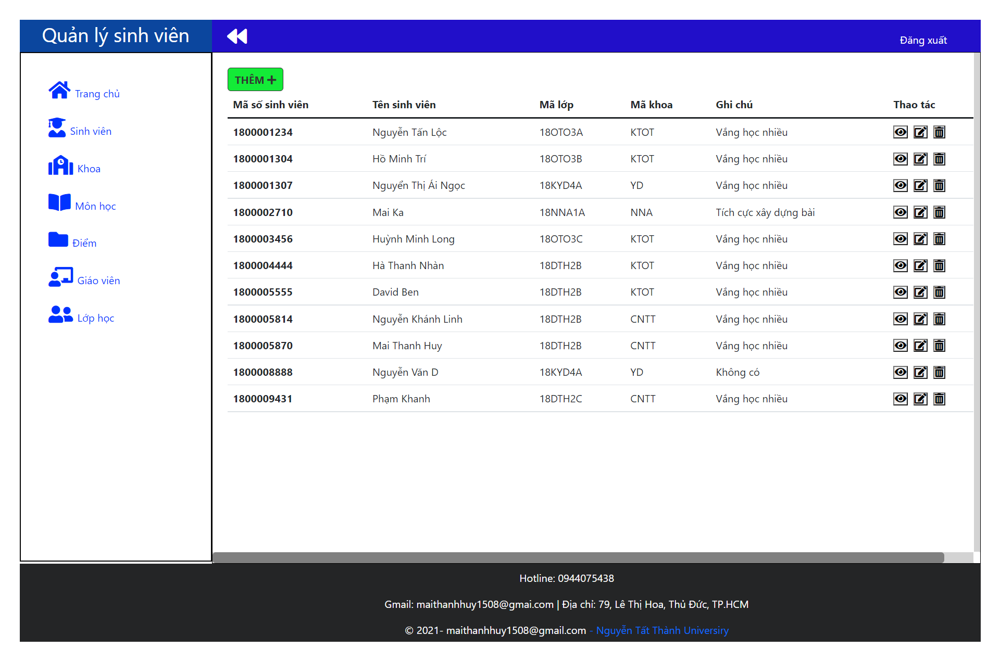 Quản lý sinh viên
Đăng xuất
Trang chủ
Sinh viên
Khoa
Môn học
Điểm
Giáo viên
Lớp học
THÊM
Mã số sinh viên Tên sinh viên Mã lớp Mã khoa Ghi chú Thao tác
1800001234 Nguyễn Tấn Lộc 18OTO3A KTOT Vắng học nhiều
1800001304 Hồ Minh Trí 18OTO3B KTOT Vắng học nhiều
1800001307 Nguyển Thị Ái Ngọc 18KYD4A YD Vắng học nhiều
1800002710 Mai Ka 18NNA1A NNA Tích cực xây dựng bài
1800003456 Huỳnh Minh Long 18OTO3C KTOT Vắng học nhiều
1800004444 Hà Thanh Nhàn 18DTH2B KTOT Vắng học nhiều
1800005555 David Ben 18DTH2B KTOT Vắng học nhiều
1800005814 Nguyễn Khánh Linh 18DTH2B CNTT Vắng học nhiều
1800005870 Mai Thanh Huy 18DTH2B CNTT Vắng học nhiều
1800008888 Nguyễn Văn D 18KYD4A YD Không có
1800009431 Phạm Khanh 18DTH2C CNTT Vắng học nhiều
Hotline: 0944075438
Gmail: maithanhhuy1508@gmai.com | Địa chỉ: 79, Lê Thị Hoa, Thủ Đức, TP.HCM
© 2021- maithanhhuy1508@gmail.com - Nguyễn Tất Thành Universiry